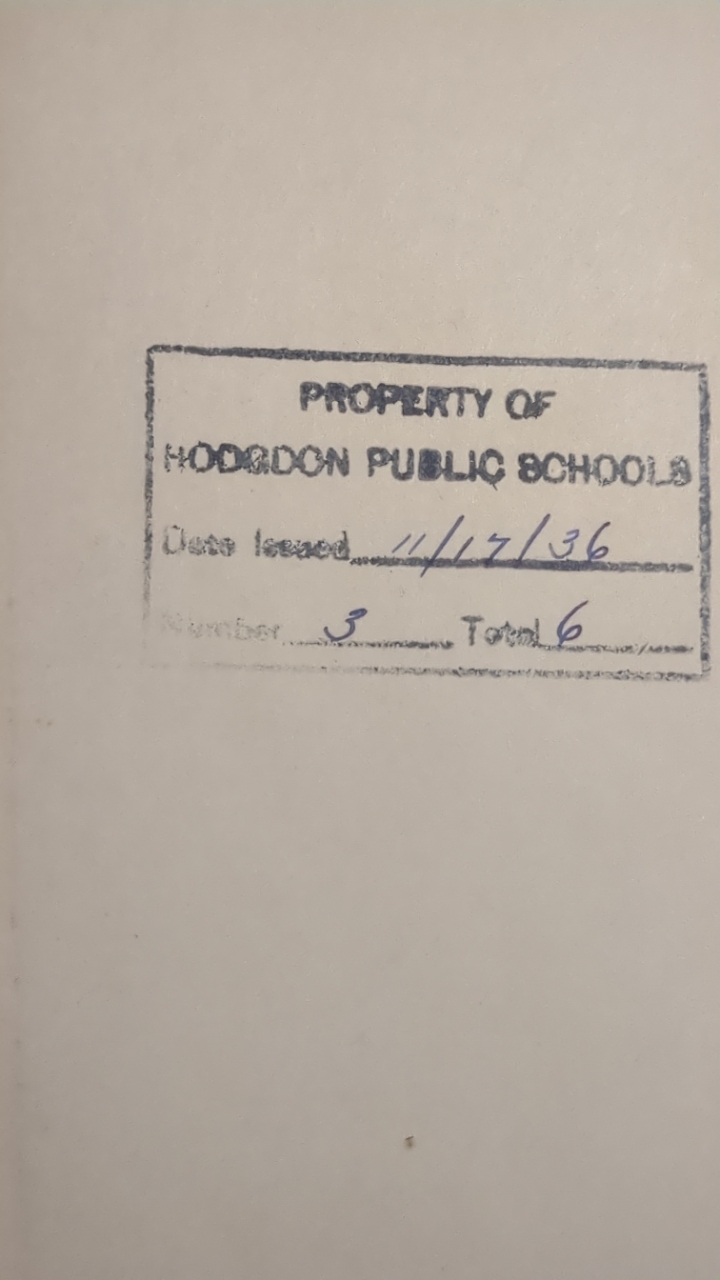 PROPERTY OF
HODGDON PUBLIC SCHOOLS
Date Issued 11/17/36
Number 3 Total 6